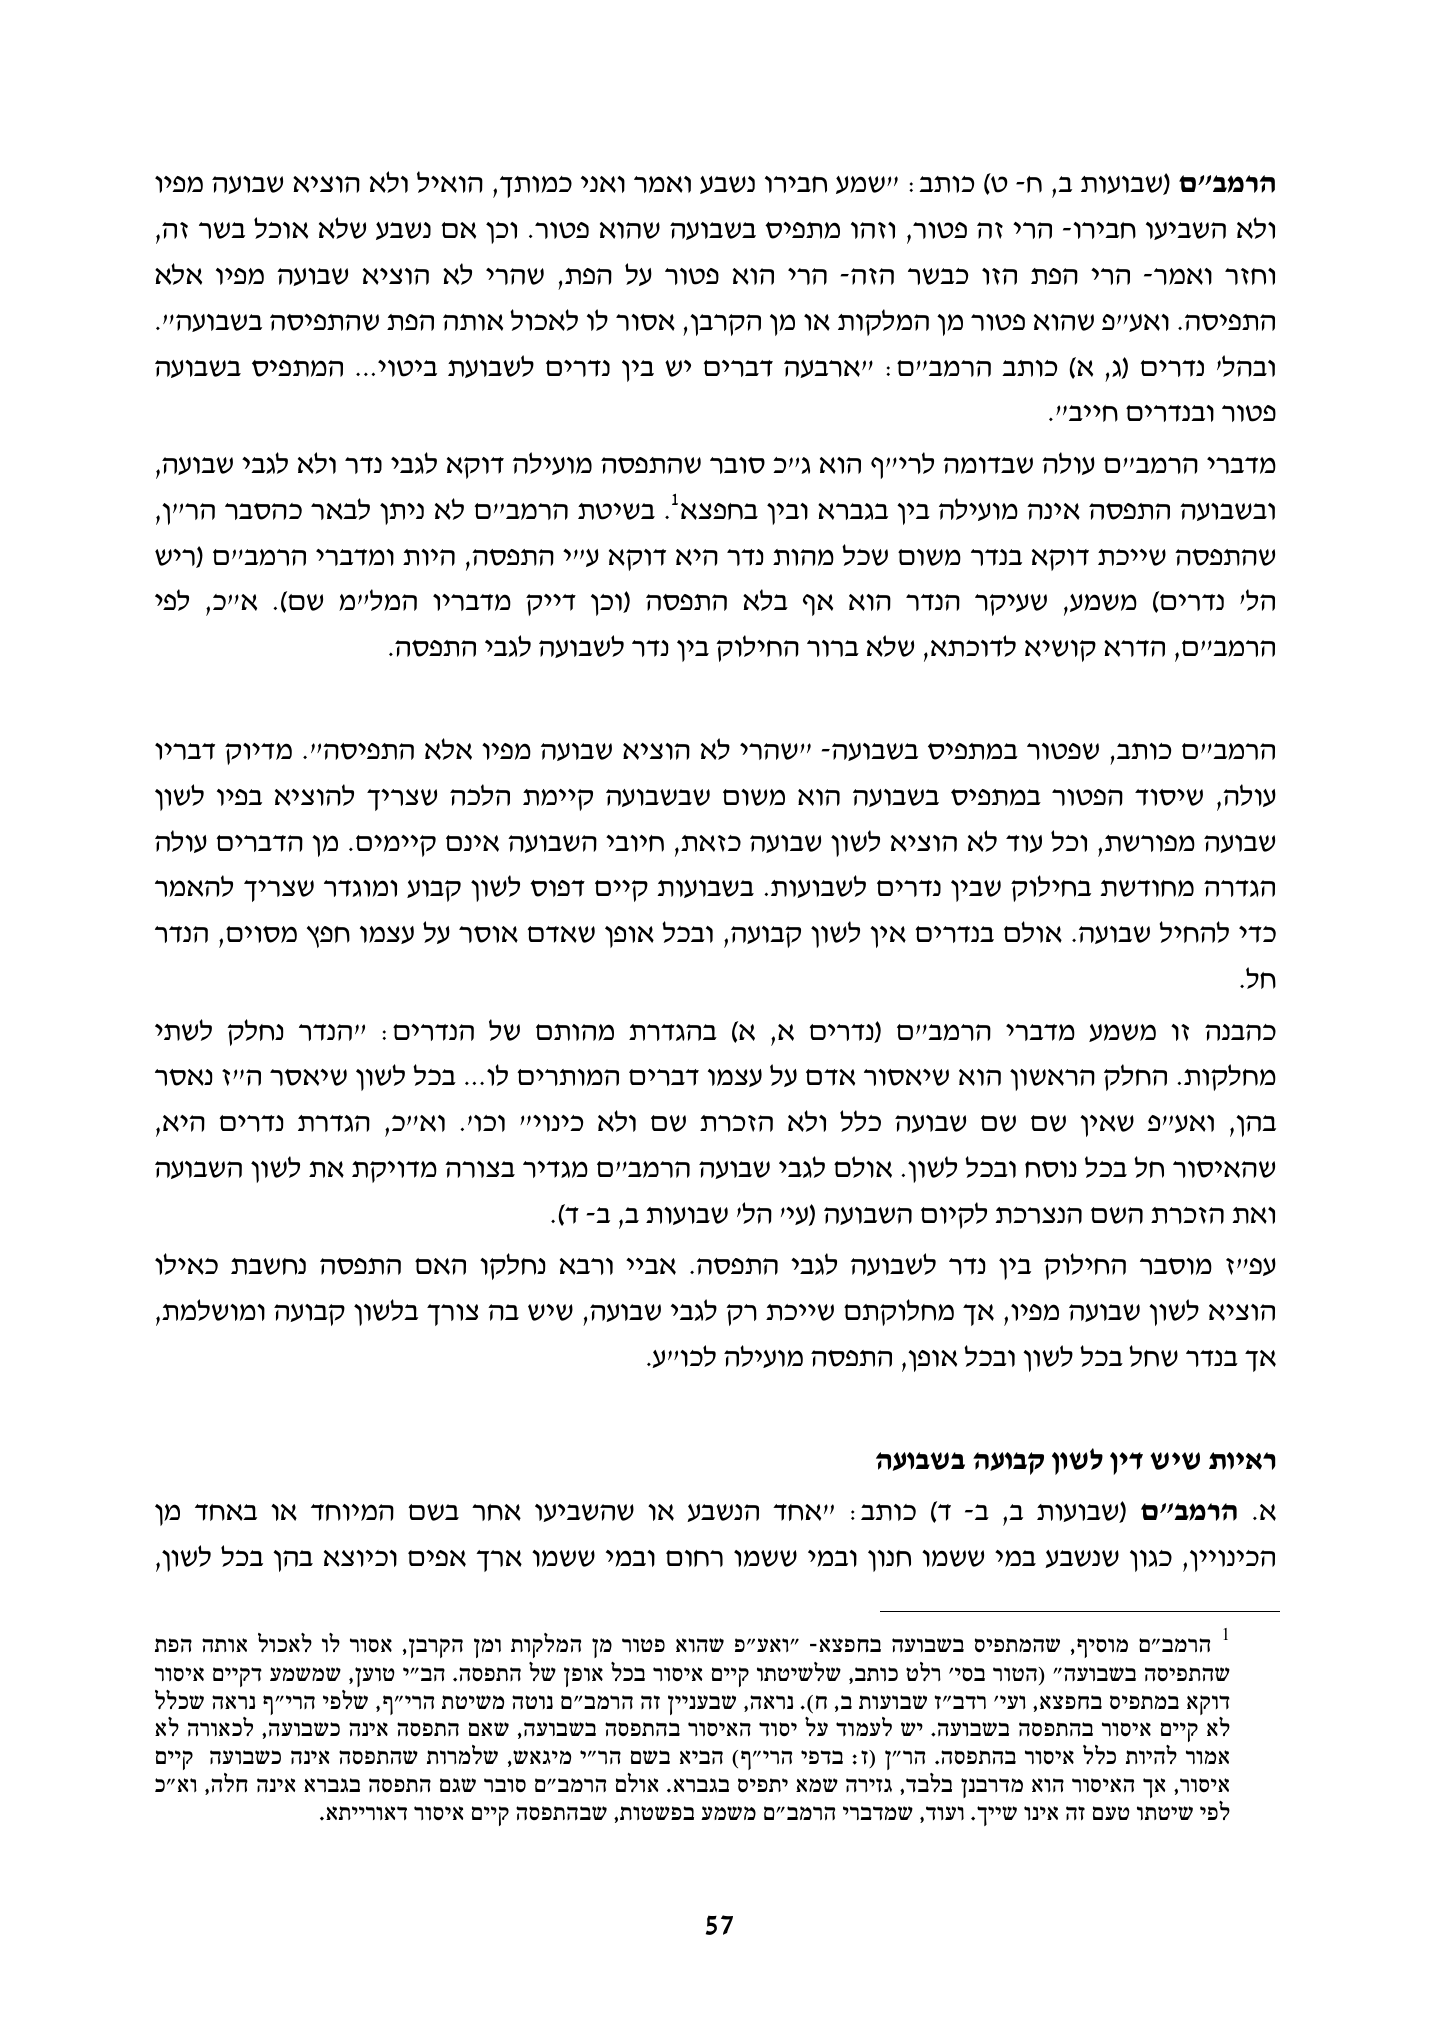 הרמב״ם (שבועות ב, ח- ט) כותב: ״שמע חבירו נשבע ואמר ואני כמותך, הואיל ולא הוציא שבועה מפיו
ולא השביעו חבירו- הרי זה פטור, וזהו מתפיס בשבועה שהוא פטור. וכן אם נשבע שלא אוכל בשר זה,
וחזר ואמר- הרי הפת הזו כבשר הזה- הרי הוא פטור על הפת, שהרי לא הוציא שבועה מפיו אלא
התפיסה. ואע״פ שהוא פטור מן המלקות או מן הקרבן, אסור לו לאכול אותה הפת שהתפיסה בשבועה״.
ובהל׳ נדרים (ג, א) כותב הרמב״ם: ״ארבעה דברים יש בין נדרים לשבועת ביטוי... המתפיס בשבועה
פטור ובנדרים חייב״.
מדברי הרמב״ם עולה שבדומה לרי״ף הוא ג״כ סובר שהתפסה מועילה דוקא לגבי נדר ולא לגבי שבועה,
ובשבועה התפסה אינה מועילה בין בגברא ובין בחפצא1. בשיטת הרמב״ם לא ניתן לבאר כהסבר הר״ן,
שהתפסה שייכת דוקא בנדר משום שכל מהות נדר היא דוקא ע״י התפסה, היות ומדברי הרמב״ם (ריש
הל׳ נדרים) משמע, שעיקר הנדר הוא אף בלא התפסה (וכן דייק מדבריו המל״מ שם). א״כ, לפי
הרמב״ם, הדרא קושיא לדוכתא, שלא ברור החילוק בין נדר לשבועה לגבי התפסה.
הרמב״ם כותב, שפטור במתפיס בשבועה- ״שהרי לא הוציא שבועה מפיו אלא התפיסה״. מדיוק דבריו
עולה, שיסוד הפטור במתפיס בשבועה הוא משום שבשבועה קיימת הלכה שצריך להוציא בפיו לשון
שבועה מפורשת, וכל עוד לא הוציא לשון שבועה כזאת, חיובי השבועה אינם קיימים. מן הדברים עולה
הגדרה מחודשת בחילוק שבין נדרים לשבועות. בשבועות קיים דפוס לשון קבוע ומוגדר שצריך להאמר
כדי להחיל שבועה. אולם בנדרים אין לשון קבועה, ובכל אופן שאדם אוסר על עצמו חפץ מסוים, הנדר
חל.
כהבנה זו משמע מדברי הרמב״ם (נדרים א, א) בהגדרת מהותם של הנדרים: ״הנדר נחלק לשתי
מחלקות. החלק הראשון הוא שיאסור אדם על עצמו דברים המותרים לו... בכל לשון שיאסר ה״ז נאסר
בהן, ואע״פ שאין שם שם שבועה כלל ולא הזכרת שם ולא כינוי״ וכו׳. וא״כ, הגדרת נדרים היא,
שהאיסור חל בכל נוסח ובכל לשון. אולם לגבי שבועה הרמב״ם מגדיר בצורה מדויקת את לשון השבועה
ואת הזכרת השם הנצרכת לקיום השבועה (עי׳ הל׳ שבועות ב, ב- ד).
עפ״ז מוסבר החילוק בין נדר לשבועה לגבי התפסה. אביי ורבא נחלקו האם התפסה נחשבת כאילו
הוציא לשון שבועה מפיו, אך מחלוקתם שייכת רק לגבי שבועה, שיש בה צורך בלשון קבועה ומושלמת,
אך בנדר שחל בכל לשון ובכל אופן, התפסה מועילה לכו״ע.
ראיות שיש דין לשון קבועה בשבועה
א. הרמב״ם (שבועות ב, ב- ד) כותב: ״אחד הנשבע או שהשביעו אחר בשם המיוחד או באחד מן
הכינויין, כגון שנשבע במי ששמו חנון ובמי ששמו רחום ובמי ששמו ארך אפים וכיוצא בהן בכל לשון,
1 הרמב״ם מוסיף, שהמתפיס בשבועה בחפצא- ״ואע״פ שהוא פטור מן המלקות ומן הקרבן, אסור לו לאכול אותה הפת
שהתפיסה בשבועה״ (הטור בסי׳ רלט כותב, שלשיטתו קיים איסור בכל אופן של התפסה. הב״י טוען, שמשמע דקיים איסור
דוקא במתפיס בחפצא, ועי׳ רדב״ז שבועות ב, ח). נראה, שבעניין זה הרמב״ם נוטה משיטת הרי״ף, שלפי הרי״ף נראה שכלל
לא קיים איסור בהתפסה בשבועה. יש לעמוד על יסוד האיסור בהתפסה בשבועה, שאם התפסה אינה כשבועה, לכאורה לא
אמור להיות כלל איסור בהתפסה. הר״ן (ז: בדפי הרי״ף) הביא בשם הר״י מיגאש, שלמרות שהתפסה אינה כשבועה קיים
איסור, אך האיסור הוא מדרבנן בלבד, גזירה שמא יתפיס בגברא. אולם הרמב״ם סובר שגם התפסה בגברא אינה חלה, וא״כ
לפי שיטתו טעם זה אינו שייך. ועוד, שמדברי הרמב״ם משמע בפשטות, שבהתפסה קיים איסור דאורייתא.
57